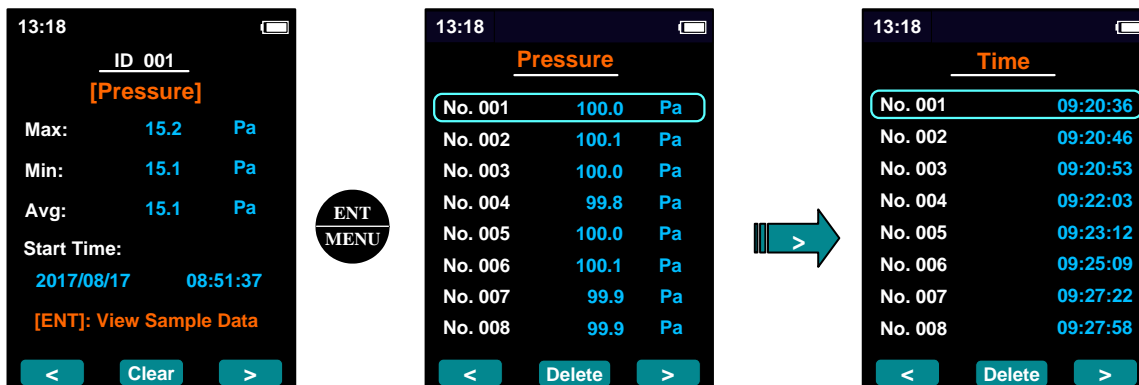 13:18
ID 001
[Pressure]
Max: 15.2 Pa
Min: 15.1 Pa
Avg: 15.1 Pa
Start Time:
2017/08/17 08:51:37
[ENT]: View Sample Data
< Clear >
ENT
MENU
13:18
Pressure
No. 001 100.0 Pa
No. 002 100.1 Pa
No. 003 100.0 Pa
No. 004 99.8 Pa
No. 005 100.0 Pa
No. 006 100.1 Pa
No. 007 99.9 Pa
No. 008 99.9 Pa
< Delete >
>
13:18
Time
No. 001 09:20:36
No. 002 09:20:46
No. 003 09:20:53
No. 004 09:22:03
No. 005 09:23:12
No. 006 09:25:09
No. 007 09:27:22
No. 008 09:27:58
< Delete >